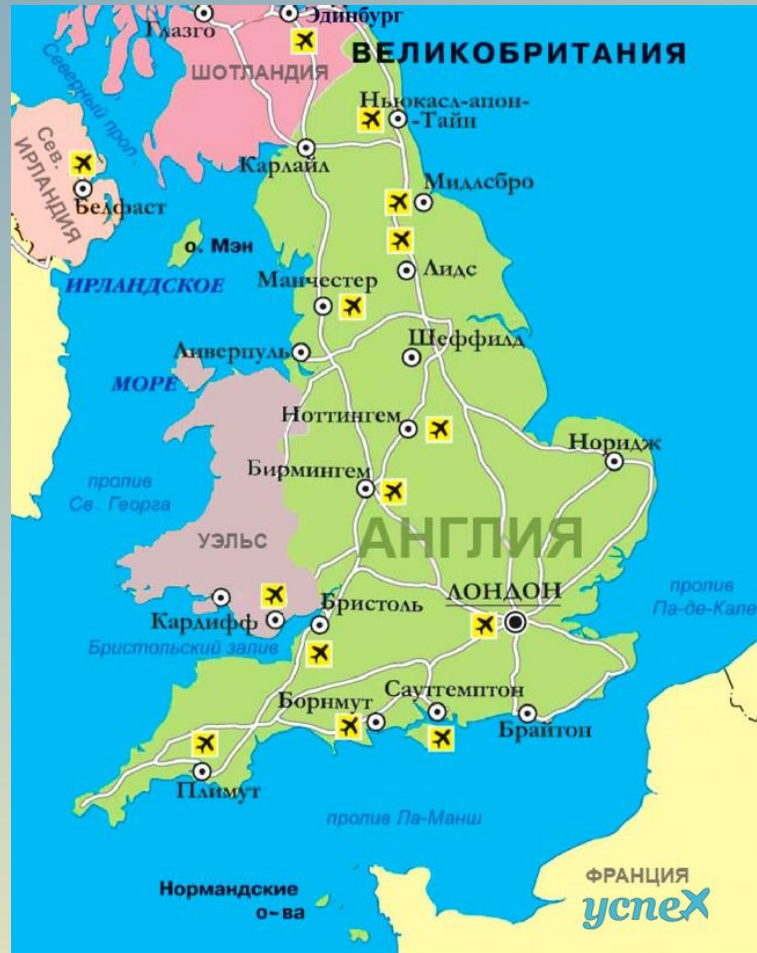 Эдинбург
Глазго
ВЕЛИКОБРИТАНИЯ
ШОТЛАНДИЯ
Северный прол.
Ньюкасл-апон-
-Тайн
Сев.
ИРЛАНДИЯ
Карлайл
Белфаст
Мидлсбро
о. Мэн
Лидс
ИРЛАНДСКОЕ
Манчестер
Ливерпуль
Шеффилд
МОРЕ
Ноттингем
Норидж
Бирмингем
пролив
Св. Георга
УЭЛЬС
АНГЛИЯ
ЛОНДОН
пролив
Па-де-Кале
Кардифф
Бристоль
Бристольский залив
Борнмут
Саутгемптон
Брайтон
Плимут
пролив Ла-Манш
Нормандские
о-ва
ФРАНЦИЯ
успех